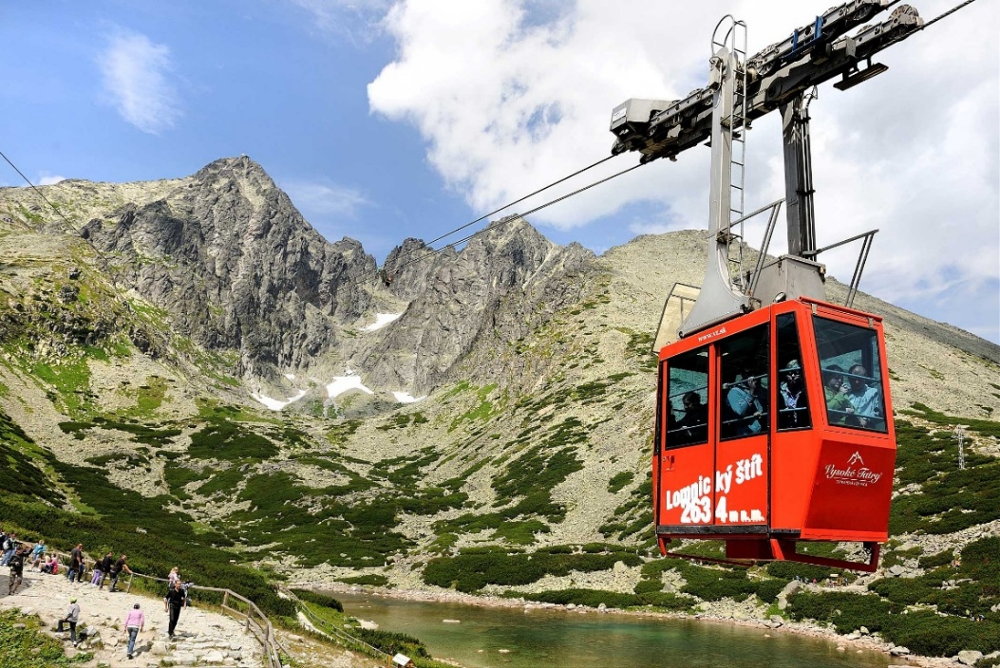 www.vt.sk
Lomnický štít
2634 m n.m.
Vysoké Tatry